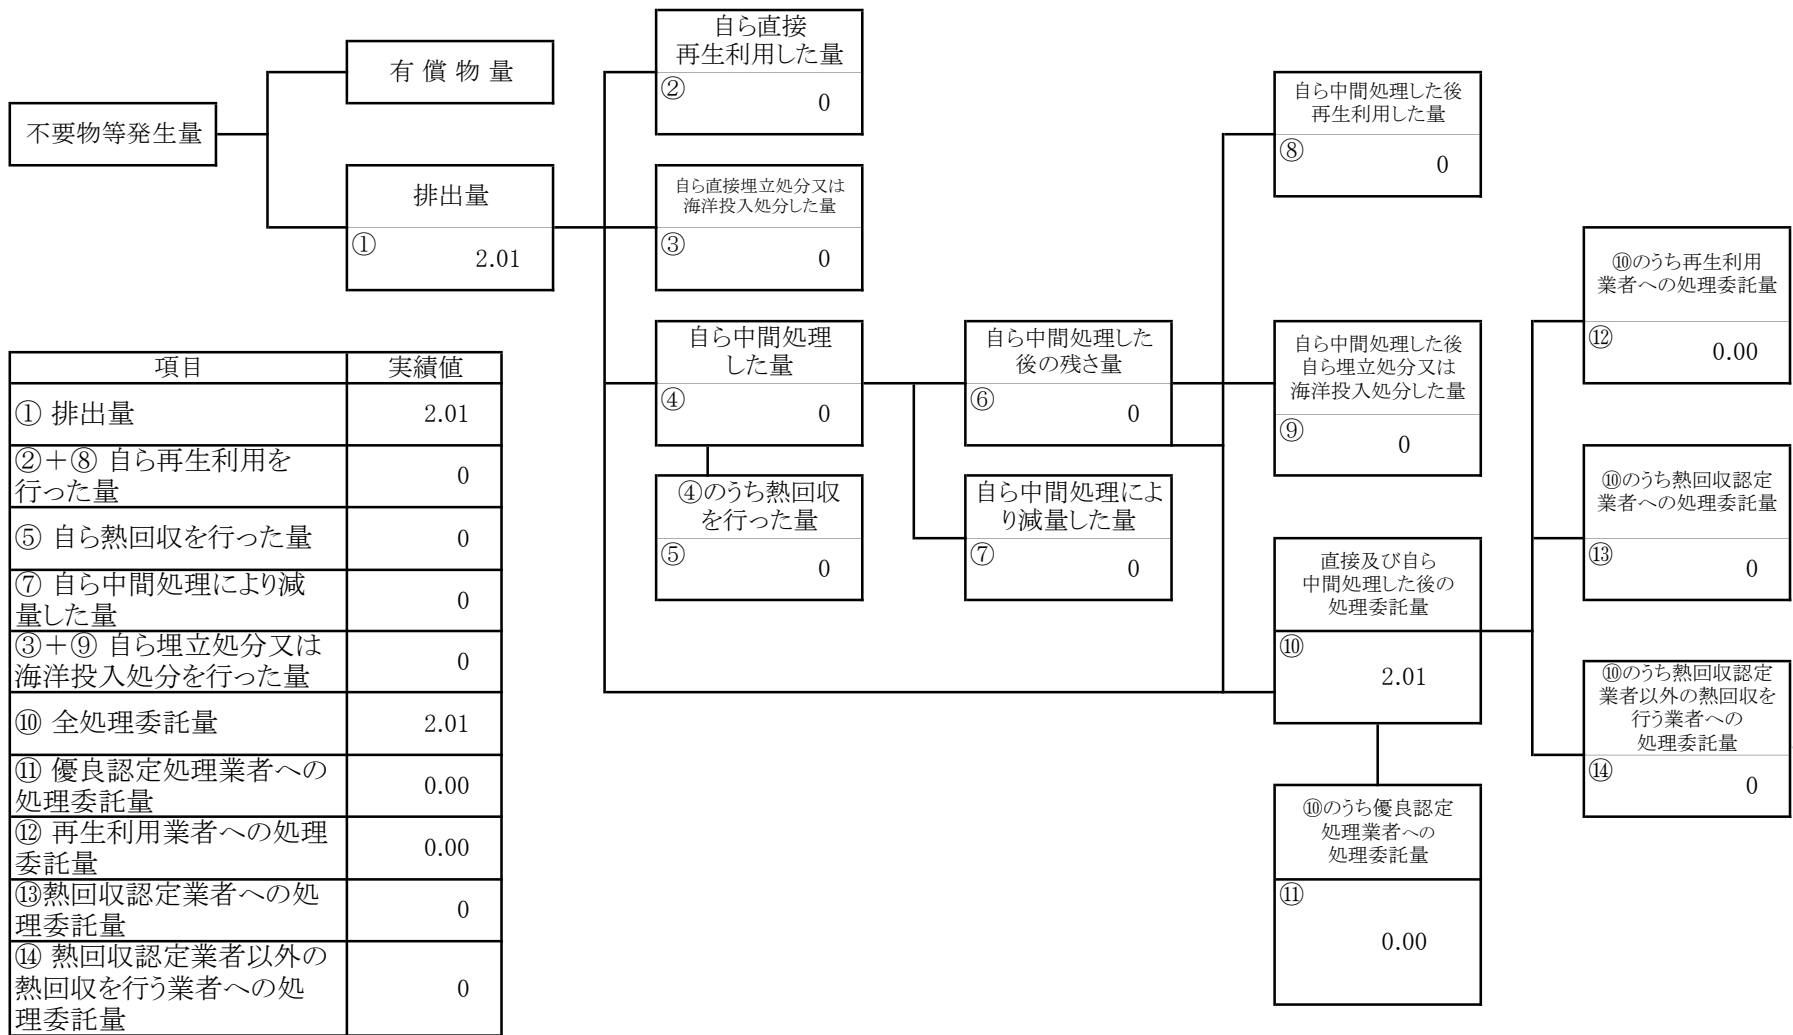 自ら直接
再生利用した量
②
0
有 償 物 量
不要物等発生量
自ら中間処理した後
再生利用した量
⑧
0
排出量
①
2.01
自ら直接埋立処分又は
海洋投入処分した量
③
0
⑩のうち再生利用
業者への処理委託量
⑫
0.00
自ら中間処理
した量
④
0
自ら中間処理した
後の残さ量
⑥
0
自ら中間処理した後
自ら埋立処分又は
海洋投入処分した量
⑨
0
④のうち熱回収
を行った量
⑤
0
自ら中間処理によ
り減量した量
⑦
0
⑩のうち熱回収認定
業者への処理委託量
⑬
0
直接及び自ら
中間処理した後の
処理委託量
⑩
2.01
⑩のうち熱回収認定
業者以外の熱回収を
行う業者への
処理委託量
⑭
0
⑩のうち優良認定
処理業者への
処理委託量
⑪
0.00
項目 実績値
① 排出量 2.01
②＋⑧ 自ら再生利用を
行った量 0
⑤ 自ら熱回収を行った量 0
⑦ 自ら中間処理により減
量した量 0
③＋⑨ 自ら埋立処分又は
海洋投入処分を行った量 0
⑩ 全処理委託量 2.01
⑪ 優良認定処理業者への
処理委託量 0.00
⑫ 再生利用業者への処理
委託量 0.00
⑬熱回収認定業者への処
理委託量 0
⑭ 熱回収認定業者以外の
熱回収を行う業者への処
理委託量 0